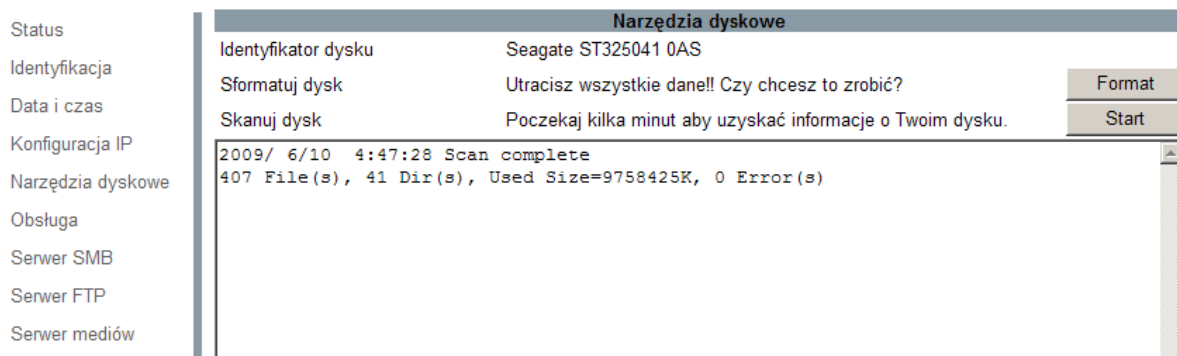 Status
Identyfikacja
Data i czas
Konfiguracja IP
Narzędzia dyskowe
Obsługa
Serwer SMB
Serwer FTP
Serwer mediów
Narzędzia dyskowe
Identyfikator dysku Seagate ST325041 0AS
Sformatuj dysk Utracisz wszystkie dane!! Czy chcesz to zrobić? Format
Skanuj dysk Poczekaj kilka minut aby uzyskać informacje o Twoim dysku. Start
2009/ 6/10 4:47:28 Scan complete
407 File(s), 41 Dir(s), Used Size=9758425K, 0 Error(s)